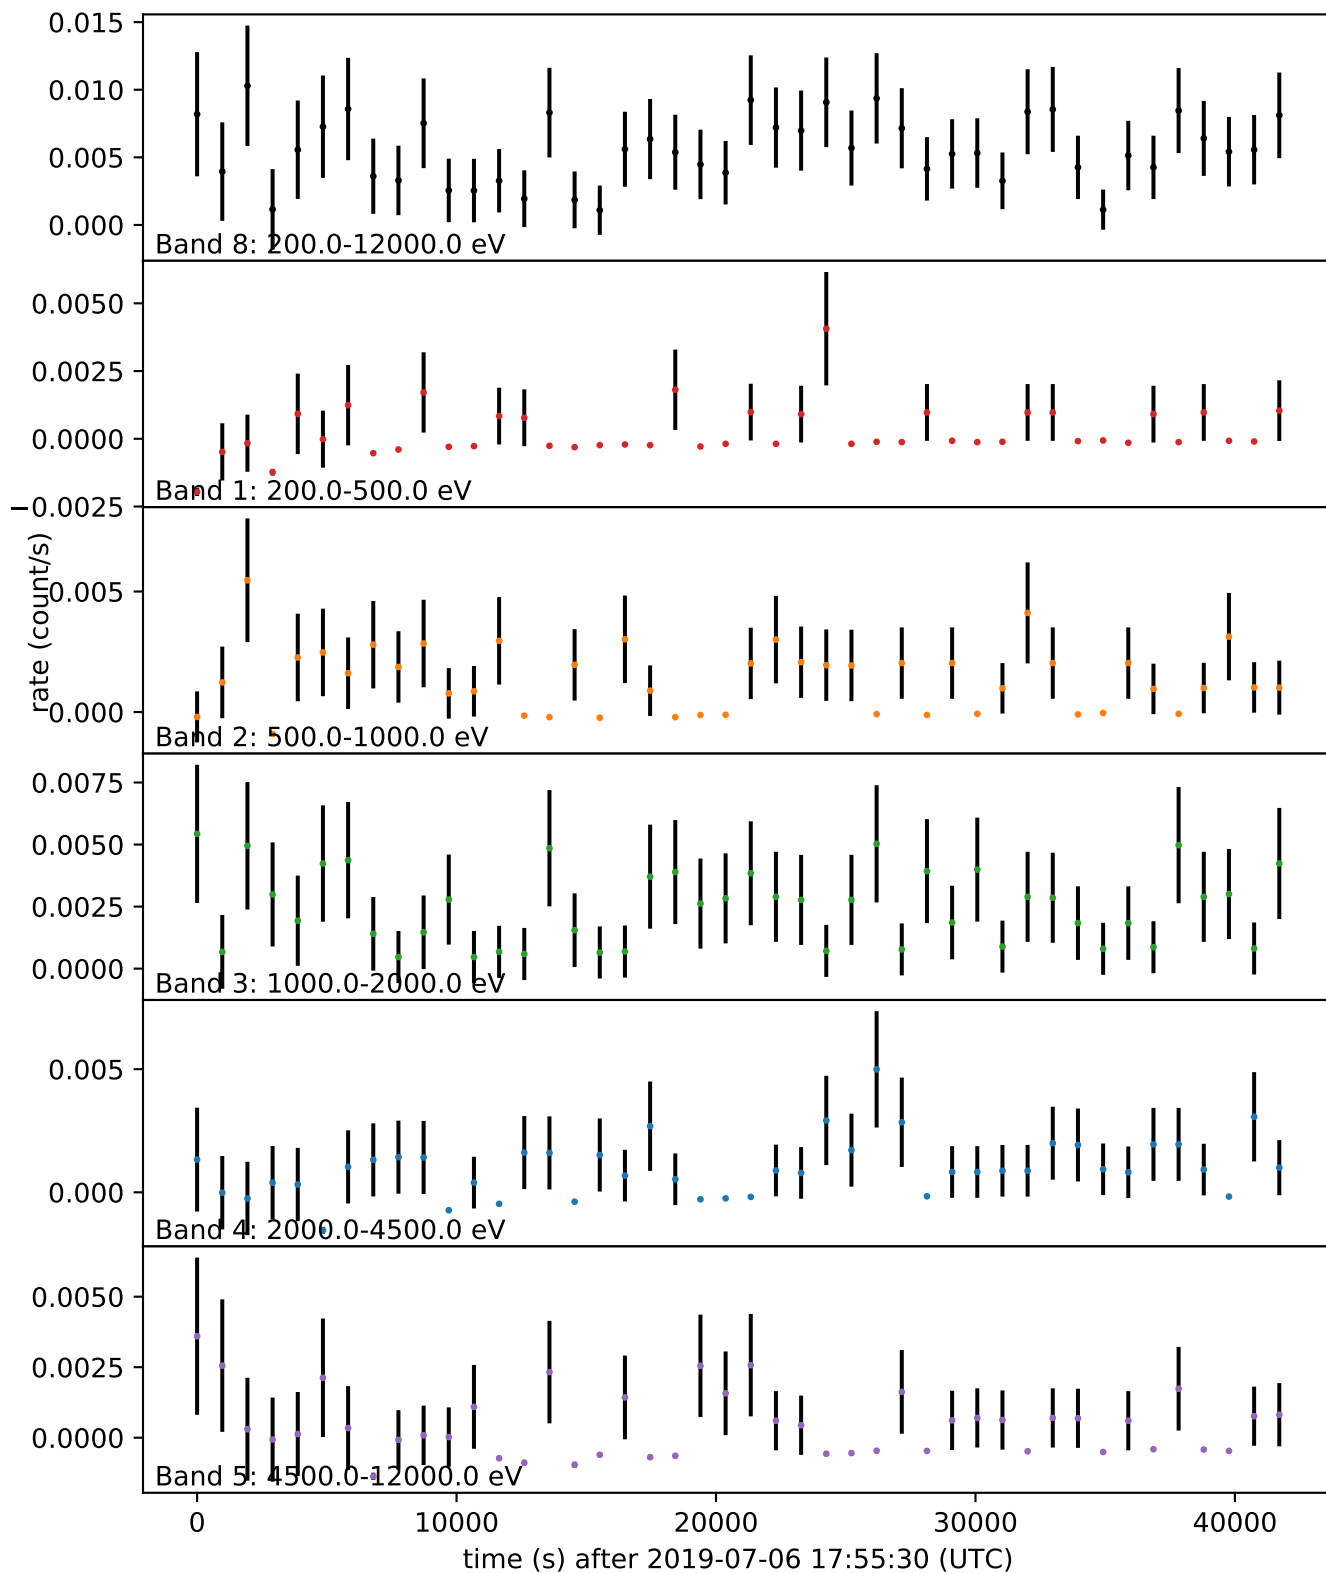 0.015
0.010
0.005
0.000
Band 8: 200.0-12000.0 eV
0.0050
0.0025
0.0000
−0.0025
Band 1: 200.0-500.0 eV
rate (count/s)
0.005
0.000
Band 2: 500.0-1000.0 eV
0.0075
0.0050
0.0025
0.0000
Band 3: 1000.0-2000.0 eV
0.005
0.000
Band 4: 2000.0-4500.0 eV
0.0050
0.0025
0.0000
Band 5: 4500.0-12000.0 eV
0 10000 20000 30000 40000
time (s) after 2019-07-06 17:55:30 (UTC)